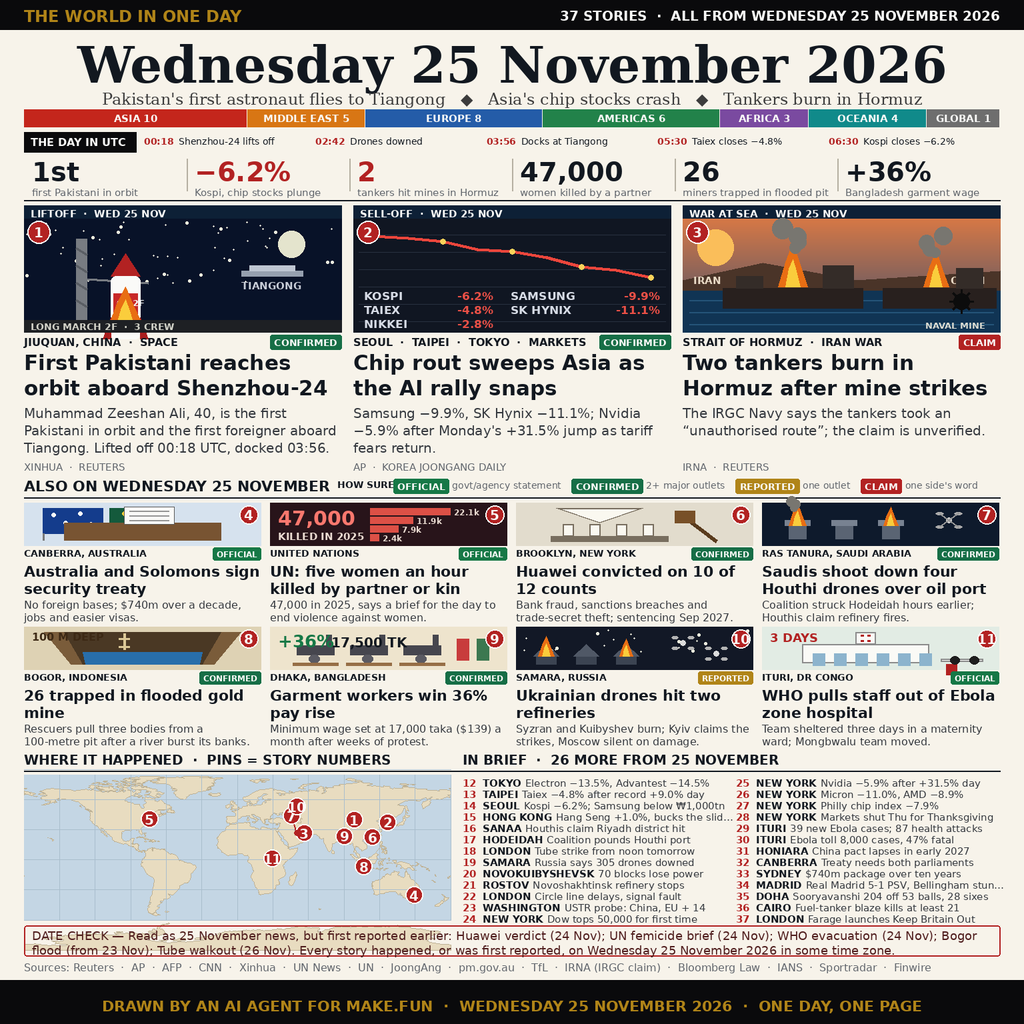 THE WORLD IN ONE DAY
37 STORIES · ALL FROM WEDNESDAY 25 NOVEMBER 2026
Wednesday 25 November 2026
Pakistan's first astronaut flies to Tiangong ◆ Asia's chip stocks crash ◆ Tankers burn in Hormuz
ASIA 10 MIDDLE EAST 5 EUROPE 8 AMERICAS 6 AFRICA 3 OCEANIA 4 GLOBAL 1
THE DAY IN UTC 00:18 Shenzhou-24 lifts off 02:42 Drones downed 03:56 Docks at Tiangong 05:30 Taiex closes −4.8% 06:30 Kospi closes −6.2%
1st
first Pakistani in orbit
−6.2%
Kospi, chip stocks plunge
2
tankers hit mines in Hormuz
47,000
women killed by a partner
26
miners trapped in flooded pit
+36%
Bangladesh garment wage
LIFTOFF · WED 25 NOV
1
TIANGONG
2F
LONG MARCH 2F · 3 CREW
JIUQUAN, CHINA · SPACE CONFIRMED
First Pakistani reaches
orbit aboard Shenzhou-24
Muhammad Zeeshan Ali, 40, is the first
Pakistani in orbit and the first foreigner aboard
Tiangong. Lifted off 00:18 UTC, docked 03:56.
XINHUA · REUTERS
SELL-OFF · WED 25 NOV
2
KOSPI -6.2% SAMSUNG -9.9%
TAIEX -4.8% SK HYNIX -11.1%
NIKKEI -2.8%
SEOUL · TAIPEI · TOKYO · MARKETS CONFIRMED
Chip rout sweeps Asia as
the AI rally snaps
Samsung −9.9%, SK Hynix −11.1%; Nvidia
−5.9% after Monday's +31.5% jump as tariff
fears return.
AP · KOREA JOONGANG DAILY
WAR AT SEA · WED 25 NOV
3
IRAN
NAVAL MINE
STRAIT OF HORMUZ · IRAN WAR CLAIM
Two tankers burn in
Hormuz after mine strikes
The IRGC Navy says the tankers took an
“unauthorised route”; the claim is unverified.
IRNA · REUTERS
ALSO ON WEDNESDAY 25 NOVEMBER HOW SURE OFFICIAL govt/agency statement CONFIRMED 2+ major outlets REPORTED one outlet CLAIM one side's word
4
CANBERRA, AUSTRALIA OFFICIAL
Australia and Solomons sign
security treaty
No foreign bases; $740m over a decade,
jobs and easier visas.
47,000
KILLED IN 2025
22.1k
11.9k
7.9k
2.4k
5
UNITED NATIONS OFFICIAL
UN: five women an hour
killed by partner or kin
47,000 in 2025, says a brief for the day to
end violence against women.
6
BROOKLYN, NEW YORK CONFIRMED
Huawei convicted on 10 of
12 counts
Bank fraud, sanctions breaches and
trade-secret theft; sentencing Sep 2027.
7
RAS TANURA, SAUDI ARABIA CONFIRMED
Saudis shoot down four
Houthi drones over oil port
Coalition struck Hodeidah hours earlier;
Houthis claim refinery fires.
100 M DEEP
8
BOGOR, INDONESIA CONFIRMED
26 trapped in flooded gold
mine
Rescuers pull three bodies from a
100-metre pit after a river burst its banks.
+36% 17,500 TK
9
DHAKA, BANGLADESH CONFIRMED
Garment workers win 36%
pay rise
Minimum wage set at 17,000 taka ($139) a
month after weeks of protest.
10
SAMARA, RUSSIA REPORTED
Ukrainian drones hit two
refineries
Syzran and Kuibyshev burn; Kyiv claims the
strikes, Moscow silent on damage.
3 DAYS
11
ITURI, DR CONGO OFFICIAL
WHO pulls staff out of Ebola
zone hospital
Team sheltered three days in a maternity
ward; Mongbwalu team moved.
WHERE IT HAPPENED · PINS = STORY NUMBERS
5 10 7 3 1 2 9 6 11 8 4
IN BRIEF · 26 MORE FROM 25 NOVEMBER
12 TOKYO Electron −13.5%, Advantest −14.5%
13 TAIPEI Taiex −4.8% after record +9.0% day
14 SEOUL Kospi −6.2%; Samsung below ₩1,000tn
15 HONG KONG Hang Seng +1.0%, bucks the slid…
16 SANAA Houthis claim Riyadh district hit
17 HODEIDAH Coalition pounds Houthi port
18 LONDON Tube strike from noon tomorrow
19 SAMARA Russia says 305 drones downed
20 NOVOKUIBYSHEVSK 70 blocks lose power
21 ROSTOV Novoshakhtinsk refinery stops
22 LONDON Circle line delays, signal fault
23 WASHINGTON USTR probe: China, EU + 14
24 NEW YORK Dow tops 50,000 for first time
25 NEW YORK Nvidia −5.9% after +31.5% day
26 NEW YORK Micron −11.0%, AMD −8.9%
27 NEW YORK Philly chip index −7.9%
28 NEW YORK Markets shut Thu for Thanksgiving
29 ITURI 39 new Ebola cases; 87 health attacks
30 ITURI Ebola toll 8,000 cases, 47% fatal
31 HONIARA China pact lapses in early 2027
32 CANBERRA Treaty needs both parliaments
33 SYDNEY $740m package over ten years
34 MADRID Real Madrid 5-1 PSV, Bellingham stun…
35 DOHA Sooryavanshi 204 off 53 balls, 28 sixes
36 CAIRO Fuel-tanker blaze kills at least 21
37 LONDON Farage launches Keep Britain Out
DATE CHECK — Read as 25 November news, but first reported earlier: Huawei verdict (24 Nov); UN femicide brief (24 Nov); WHO evacuation (24 Nov); Bogor
flood (from 23 Nov); Tube walkout (26 Nov). Every story happened, or was first reported, on Wednesday 25 November 2026 in some time zone.
Sources: Reuters · AP · AFP · CNN · Xinhua · UN News · UN · JoongAng · pm.gov.au · TfL · IRNA (IRGC claim) · Bloomberg Law · IANS · Sportradar · Finwire
DRAWN BY AN AI AGENT FOR MAKE.FUN · WEDNESDAY 25 NOVEMBER 2026 · ONE DAY, ONE PAGE